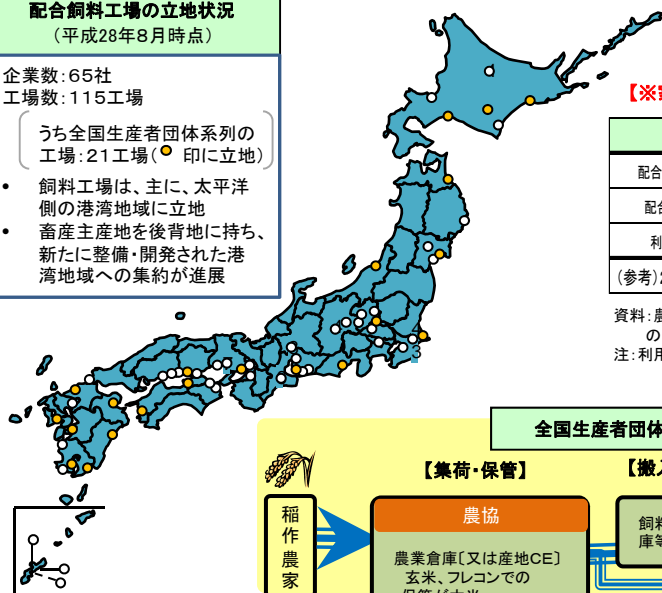 配合飼料工場の立地状況
(平成28年8月時点)
企業数:65社
工場数:115工場
うち全国生産者団体系列の
工場:21工場( 印に立地)
• 飼料工場は、主に、太平洋
側の港湾地域に立地
• 畜産主産地を後背地に持ち、
新たに整備・開発された港
湾地域への集約が進展
4
3
【※
配合
配合
利
(参考)2
資料:農
の
注:利用
全国生産者団体
【集荷・保管】
【搬入
稲作農家
農協
農業倉庫〔又は産地CE〕
玄米、フレコンでの
飼料
庫等